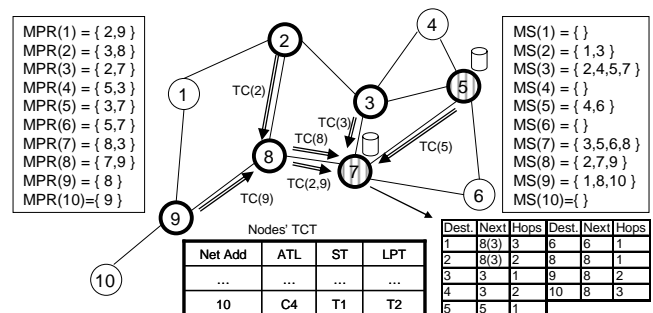 MPR(1) = { 2,9 }
MPR(2) = { 3,8 }
MPR(3) = { 2,7 }
MPR(4) = { 5,3 }
MPR(5) = { 3,7 }
MPR(6) = { 5,7 }
MPR(7) = { 8,3 }
MPR(8) = { 7,9 }
MPR(9) = { 8 }
MPR(10)={ 9 }
1
2
3
4
5
6
7
8
9
10
TC(2)
TC(3)
TC(8)
TC(5)
TC(2,9)
TC(9)
MS(1) = { }
MS(2) = { 1,3 }
MS(3) = { 2,4,5,7 }
MS(4) = { }
MS(5) = { 4,6 }
MS(6) = { }
MS(7) = { 3,5,6,8 }
MS(8) = { 2,7,9 }
MS(9) = { 1,8,10 }
MS(10)={ }
Nodes' TCT
Net Add ATL ST LPT
... ... ... ...
10 C4 T1 T2
Dest. Next Hops Dest. Next Hops
1 8(3) 3 6 6 1
2 8(3) 2 8 8 1
3 3 1 9 8 2
4 3 2 10 8 3
5 5 1